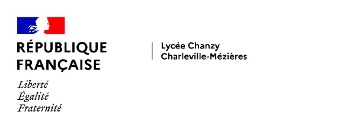 RÉPUBLIQUE
FRANÇAISE
Liberté
Égalité
Fraternité
Lycée Chanzy
Charleville-Mézières